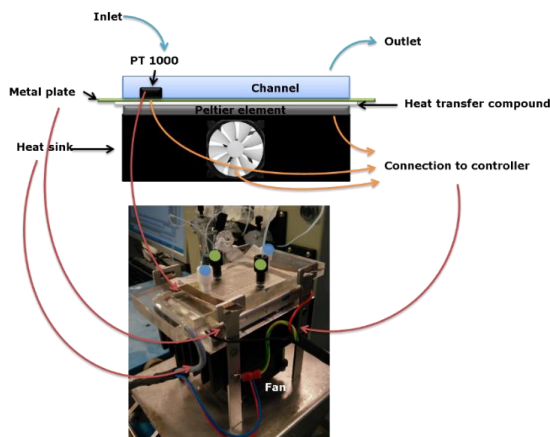 Inlet
Outlet
PT 1000
Channel
Metal plate
Heat transfer compound
Peltier element
Heat sink
Connection to controller
Fan